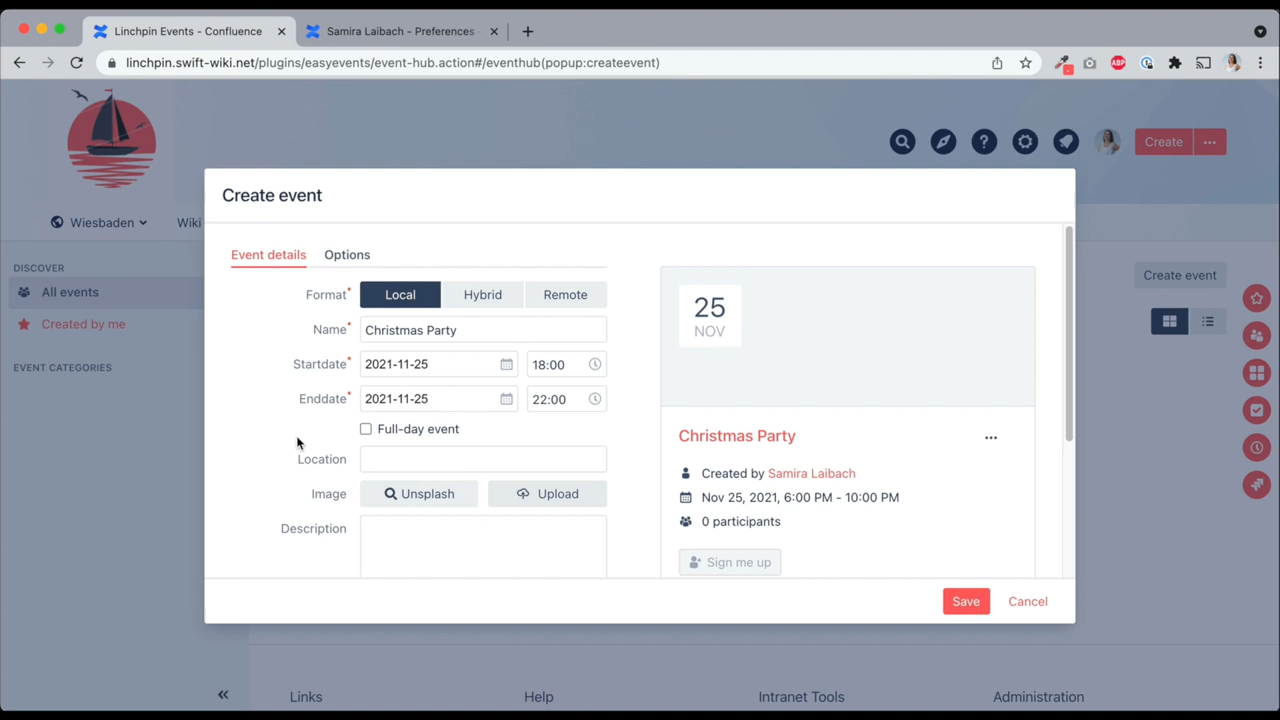 Linchpin Events - Confluence
Samira Laibach - Preferences -
linchpin.swift-wiki.net/plugins/easyevents/event-hub.action#/eventhub(popup:createevent)
ABP
Create
Wiesbaden
Wiki
DISCOVER
All events
Created by me
EVENT CATEGORIES
Create event
Create event
Event details
Options
Format*
Local
Hybrid
Remote
Name*
Christmas Party
Startdate*
2021-11-25
18:00
Enddate*
2021-11-25
22:00
Full-day event
Location
Image
Unsplash
Upload
Description
25
NOV
Christmas Party
Created by Samira Laibach
Nov 25, 2021, 6:00 PM - 10:00 PM
0 participants
Sign me up
Save
Cancel
Links
Help
Intranet Tools
Administration